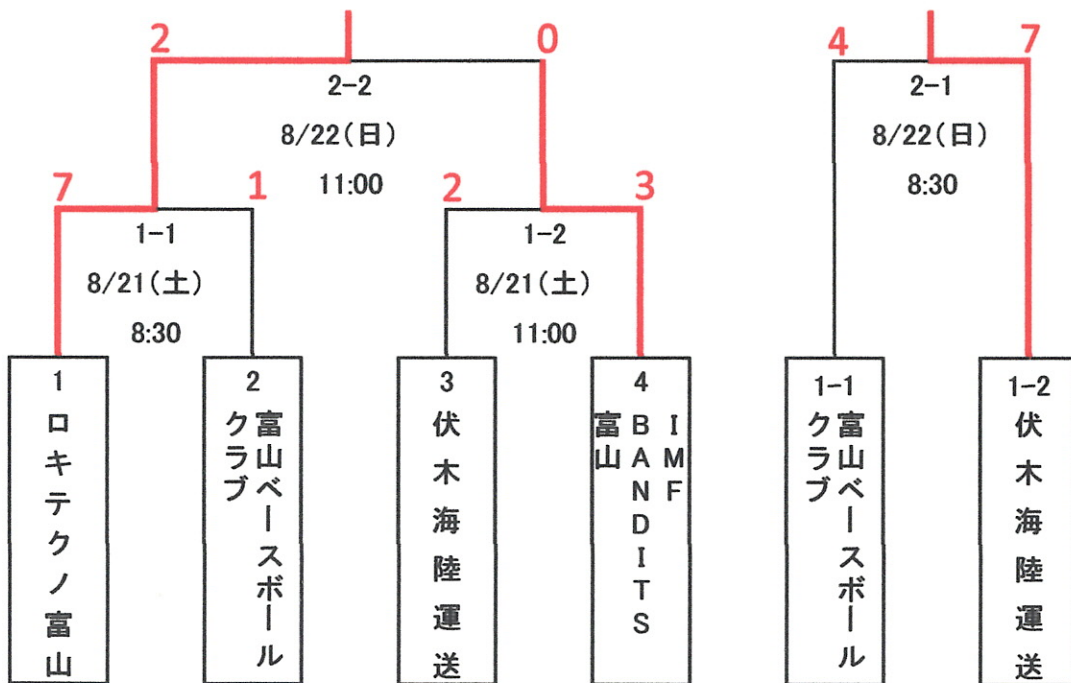 2
0
4
7
2-2
8/22(日)
11:00
2-1
8/22(日)
8:30
7
1
2
3
1-1
8/21(土)
8:30
1-2
8/21(土)
11:00
1
ロキテクノ富山
2
富山ベースボール
クラブ
3
伏木海陸運送
4
IMF
BANDITS
富山
1-1
富山ベースボール
クラブ
1-2
伏木海陸運送